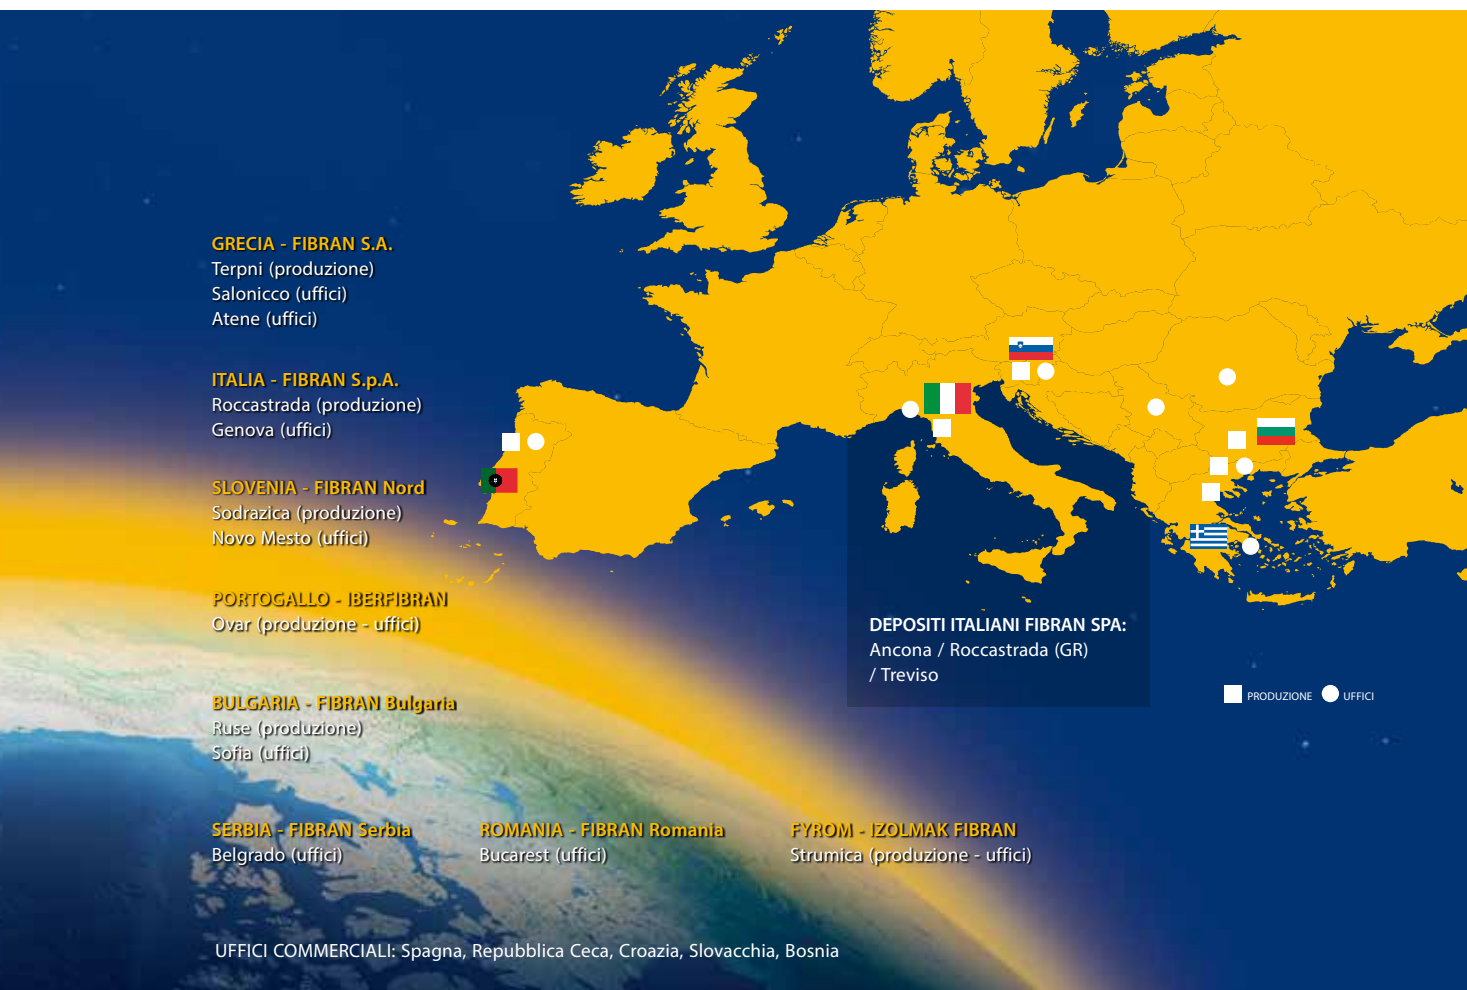 GRECIA - FIBRAN S.A.
Terpni (produzione)
Salonicco (uffici)
Atene (uffici)
ITALIA - FIBRAN S.p.A.
Roccastrada (produzione)
Genova (uffici)
SLOVENIA - FIBRAN Nord
Sodrazica (produzione)
Novo Mesto (uffici)
PORTOGALLO - IBERFIBRAN
Ovar (produzione - uffici)
BULGARIA - FIBRAN Bulgaria
Ruse (produzione)
Sofia (uffici)
SERBIA - FIBRAN Serbia
Belgrado (uffici)
ROMANIA - FIBRAN Romania
Bucarest (uffici)
FYROM - IZOLMAK FIBRAN
Strumica (produzione - uffici)
UFFICI COMMERCIALI: Spagna, Repubblica Ceca, Croazia, Slovacchia, Bosnia
DEPOSITI ITALIANI FIBRAN SPA:
Ancona / Roccastrada (GR)
/ Treviso
PRODUZIONE UFFICI